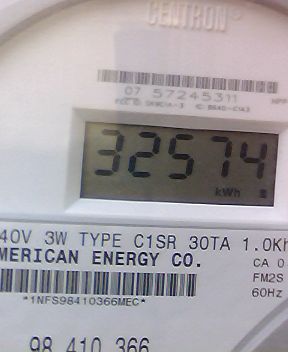 CENTRON®
07 57245311
32574
kWh
40V 3W TYPE C1SR 30TA 1.0Kh
MERICAN ENERGY CO.
CA 0
FM2S
60Hz
*1NFS98410366MEC*
98 410 366